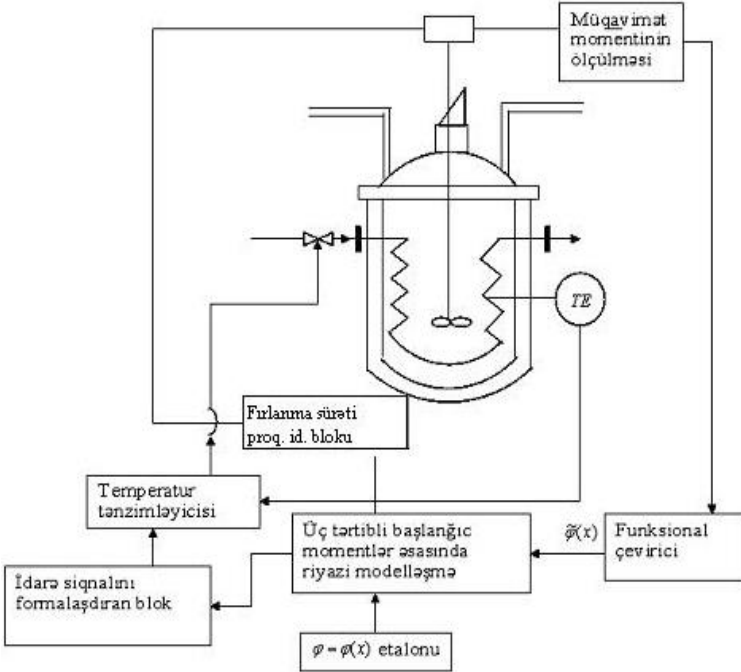 Müqavimət
momentinin
ölçülməsi
TE
Fırlanma sürəti
proq. id. bloku
Temperatur
tənzimləyicisi
Üç tərtibli başlanğıc
momentlər əsasında
riyazi modelləşmə
φ̃(x)
Funksional
çevirici
İdarə siqnalını
formalaşdıran blok
φ = φ(x) etalonu